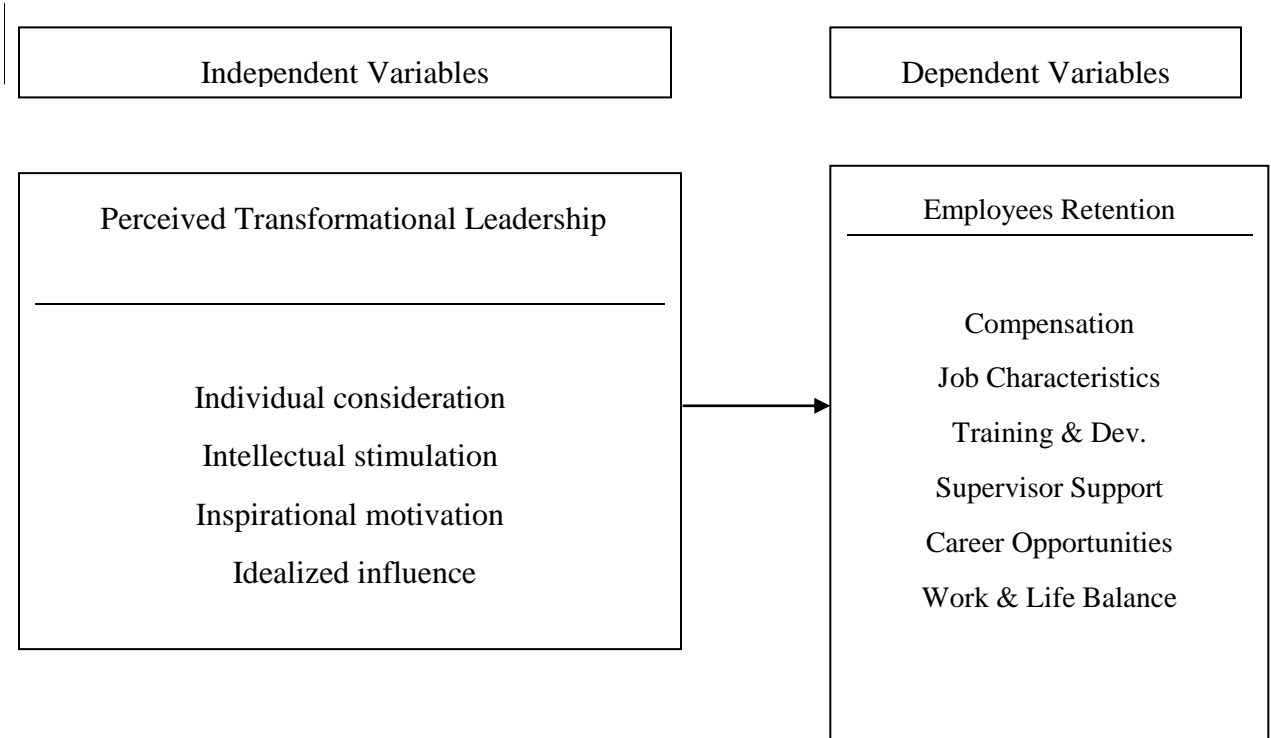 Independent Variables
Dependent Variables
Perceived Transformational Leadership
Individual consideration
Intellectual stimulation
Inspirational motivation
Idealized influence
Employees Retention
Compensation
Job Characteristics
Training & Dev.
Supervisor Support
Career Opportunities
Work & Life Balance